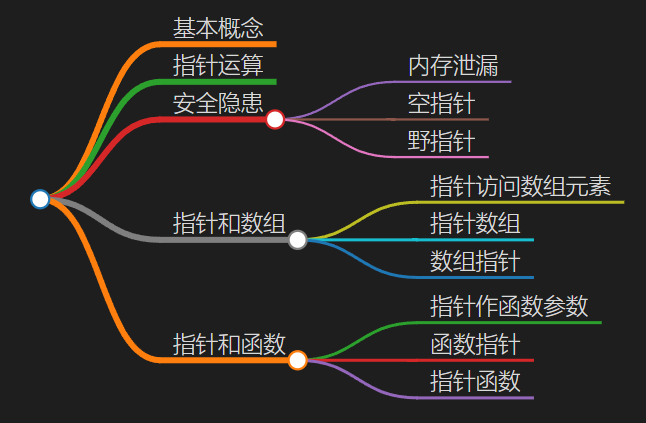 基本概念
指针运算
安全隐患
内存泄漏
空指针
野指针
指针和数组
指针访问数组元素
指针数组
数组指针
指针和函数
指针作函数参数
函数指针
指针函数